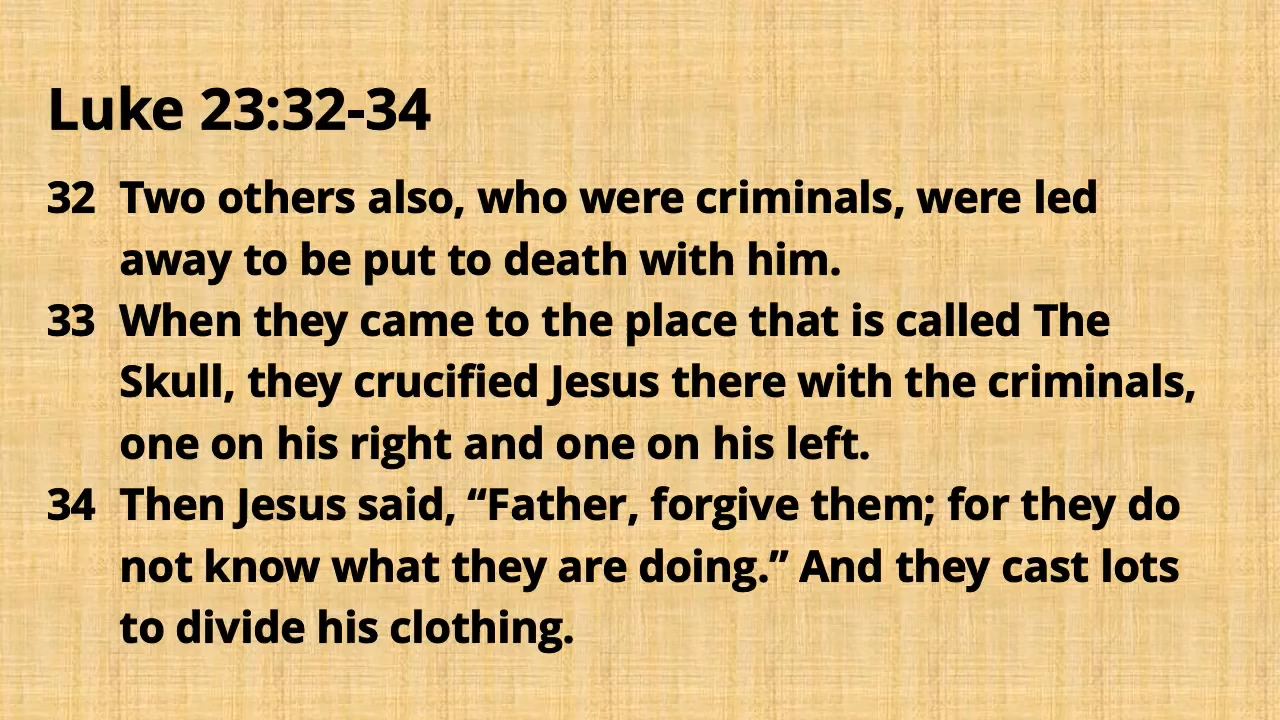 Luke 23:32-34
32 Two others also, who were criminals, were led
away to be put to death with him.
33 When they came to the place that is called The
Skull, they crucified Jesus there with the criminals,
one on his right and one on his left.
34 Then Jesus said, “Father, forgive them; for they do
not know what they are doing.” And they cast lots
to divide his clothing.